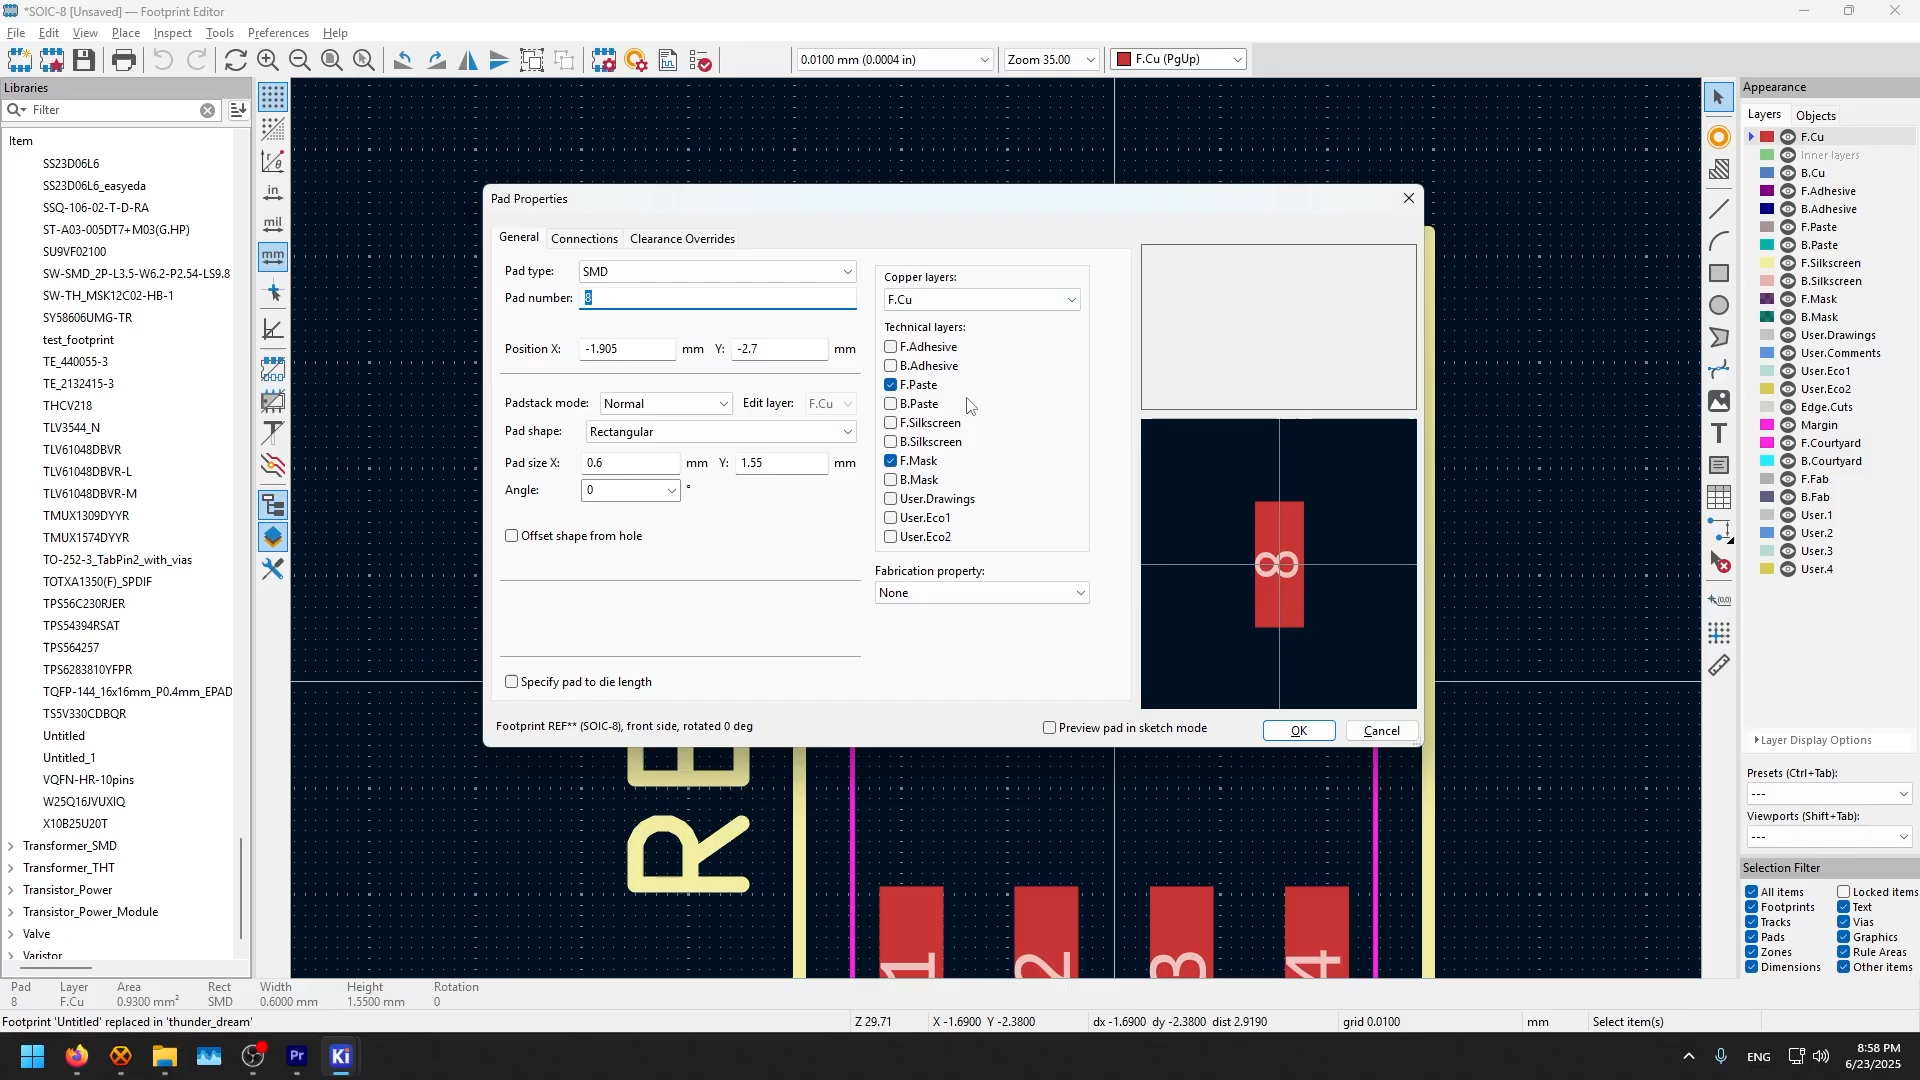 *SOIC-8 [Unsaved] — Footprint Editor
File Edit View Place Inspect Tools Preferences Help
0.0100 mm (0.0004 in) Zoom 35.00 F.Cu (PgUp)
Libraries
Filter
Item
SS23D06L6
SS23D06L6_easyeda
SSQ-106-02-T-D-RA
ST-A03-005DT7+M03(G.HP)
SU9VF02100
SW-SMD_2P-L3.5-W6.2-P2.54-LS9.8
SW-TH_MSK12C02-HB-1
SY58606UMG-TR
test_footprint
TE_440055-3
TE_2132415-3
THCV218
TLV3544_N
TLV61048DBVR
TLV61048DBVR-L
TLV61048DBVR-M
TMUX1309DYYR
TMUX1574DYYR
TO-252-3_TabPin2_with_vias
TOTXA1350(F)_SPDIF
TPS56C230RJER
TPS54394RSAT
TPS564257
TPS6283810YFPR
TQFP-144_16x16mm_P0.4mm_EPAD
TS5V330CDBQR
Untitled
Untitled_1
VQFN-HR-10pins
W25Q16JVUXIQ
X10B25U20T
Transformer_SMD
Transformer_THT
Transistor_Power
Transistor_Power_Module
Valve
Varistor
in
mil
mm
Pad Properties
General Connections Clearance Overrides
Pad type: SMD
Pad number: 8
Position X: -1.905 mm Y: -2.7 mm
Padstack mode: Normal Edit layer: F.Cu
Pad shape: Rectangular
Pad size X: 0.6 mm Y: 1.55 mm
Angle: 0 °
Offset shape from hole
Specify pad to die length
Copper layers:
F.Cu
Technical layers:
F.Adhesive
B.Adhesive
F.Paste
B.Paste
F.Silkscreen
B.Silkscreen
F.Mask
B.Mask
User.Drawings
User.Eco1
User.Eco2
Fabrication property:
None
8
Footprint REF** (SOIC-8), front side, rotated 0 deg
Preview pad in sketch mode OK Cancel
RE
1 2 3 4
Appearance
Layers Objects
F.Cu
Inner layers
B.Cu
F.Adhesive
B.Adhesive
F.Paste
B.Paste
F.Silkscreen
B.Silkscreen
F.Mask
B.Mask
User.Drawings
User.Comments
User.Eco1
User.Eco2
Edge.Cuts
Margin
F.Courtyard
B.Courtyard
F.Fab
B.Fab
User.1
User.2
User.3
User.4
Layer Display Options
Presets (Ctrl+Tab):
---
Viewports (Shift+Tab):
---
Selection Filter
All items Locked items
Footprints Text
Tracks Vias
Pads Graphics
Zones Rule Areas
Dimensions Other items
Pad Layer Area Rect Width Height Rotation
8 F.Cu 0.9300 mm² SMD 0.6000 mm 1.5500 mm 0
Footprint 'Untitled' replaced in 'thunder_dream' Z 29.71 X -1.6900 Y -2.3800 dx -1.6900 dy -2.3800 dist 2.9190 grid 0.0100 mm Select item(s)
Pr Ki ENG 8:58 PM
6/23/2025